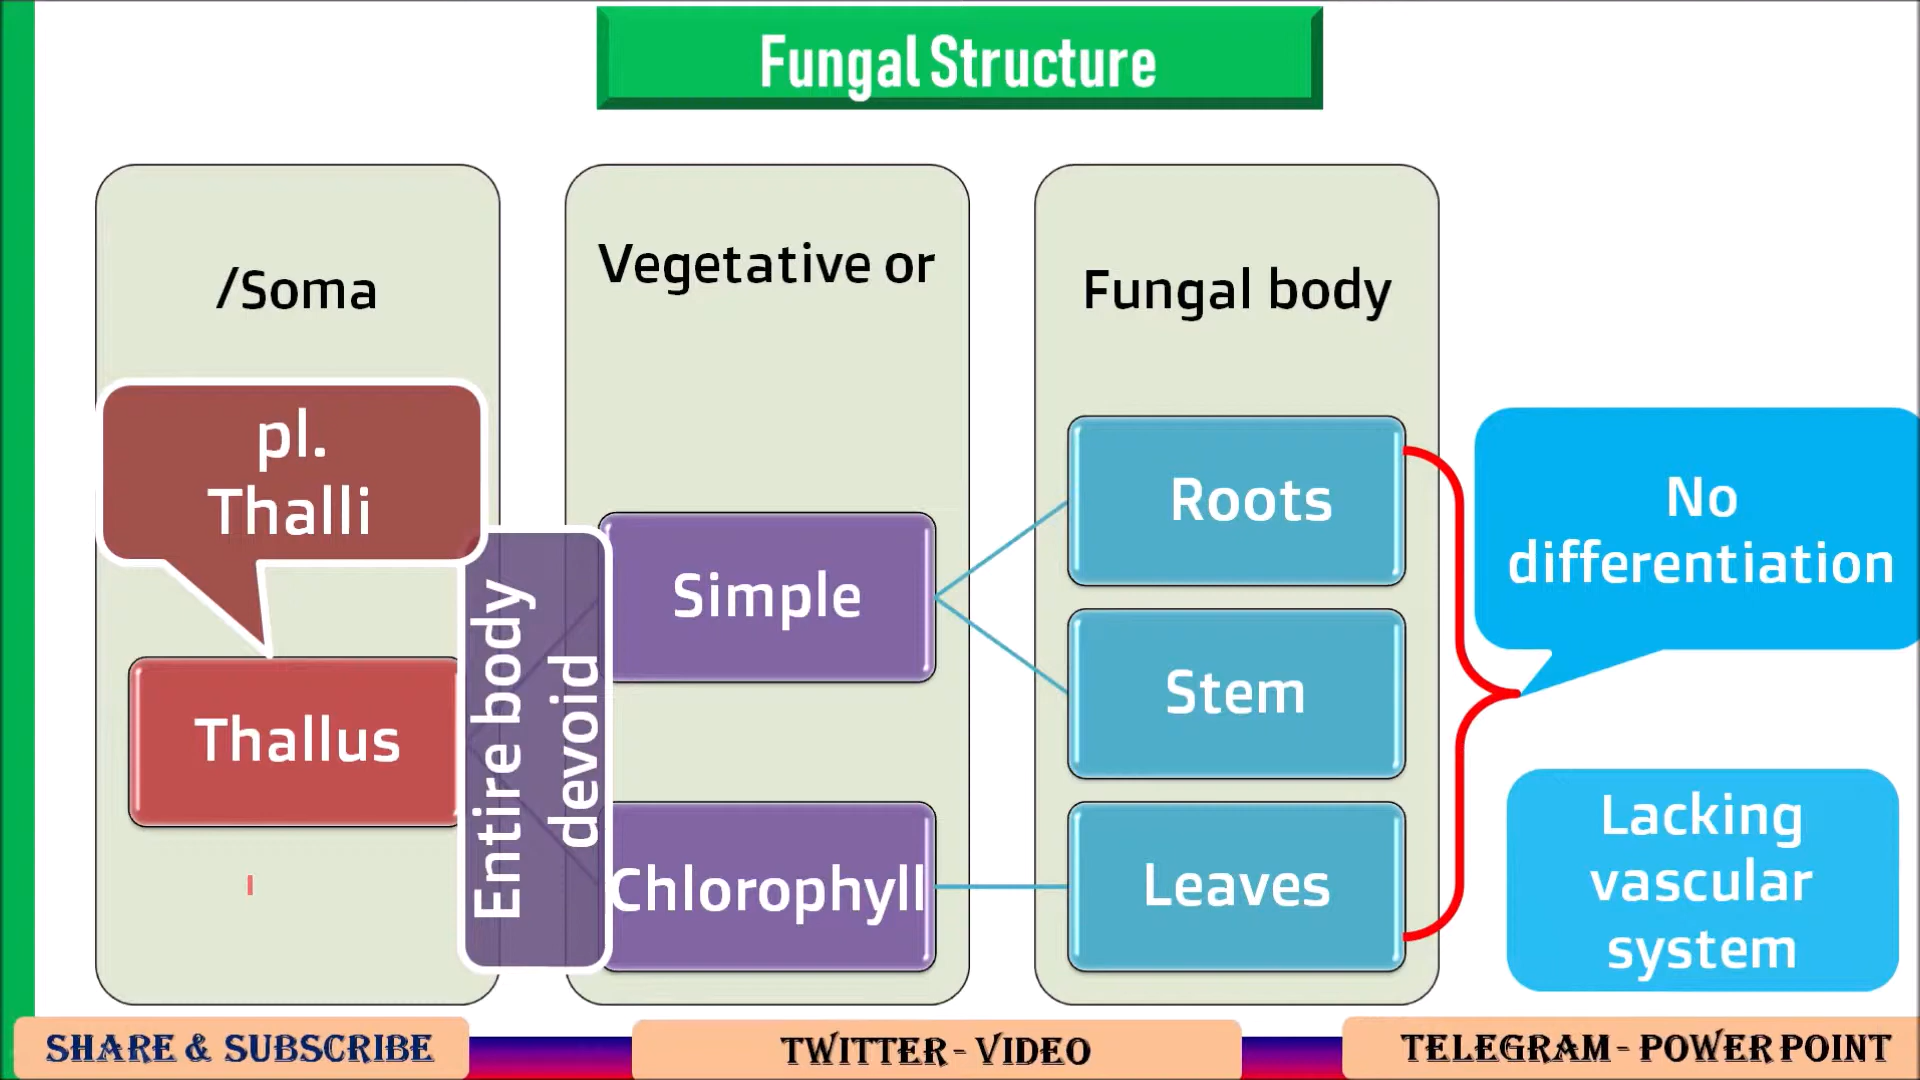 Fungal Structure
/Soma
pl.
Thalli
Thallus
Entire body
devoid
Vegetative or
Simple
Chlorophyll
Fungal body
Roots
Stem
Leaves
No
differentiation
Lacking
vascular
system
SHARE & SUBSCRIBE
TWITTER - VIDEO
TELEGRAM - POWER POINT